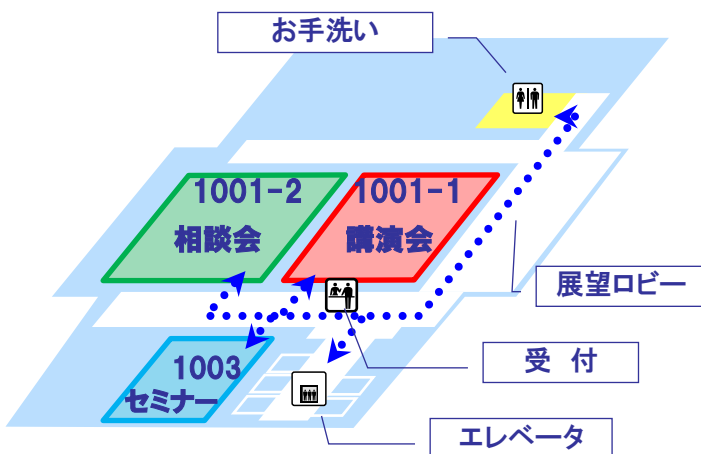 お手洗い
1001-2
相談会
1001-1
講演会
展望ロビー
受 付
1003
セミナー
エレベータ